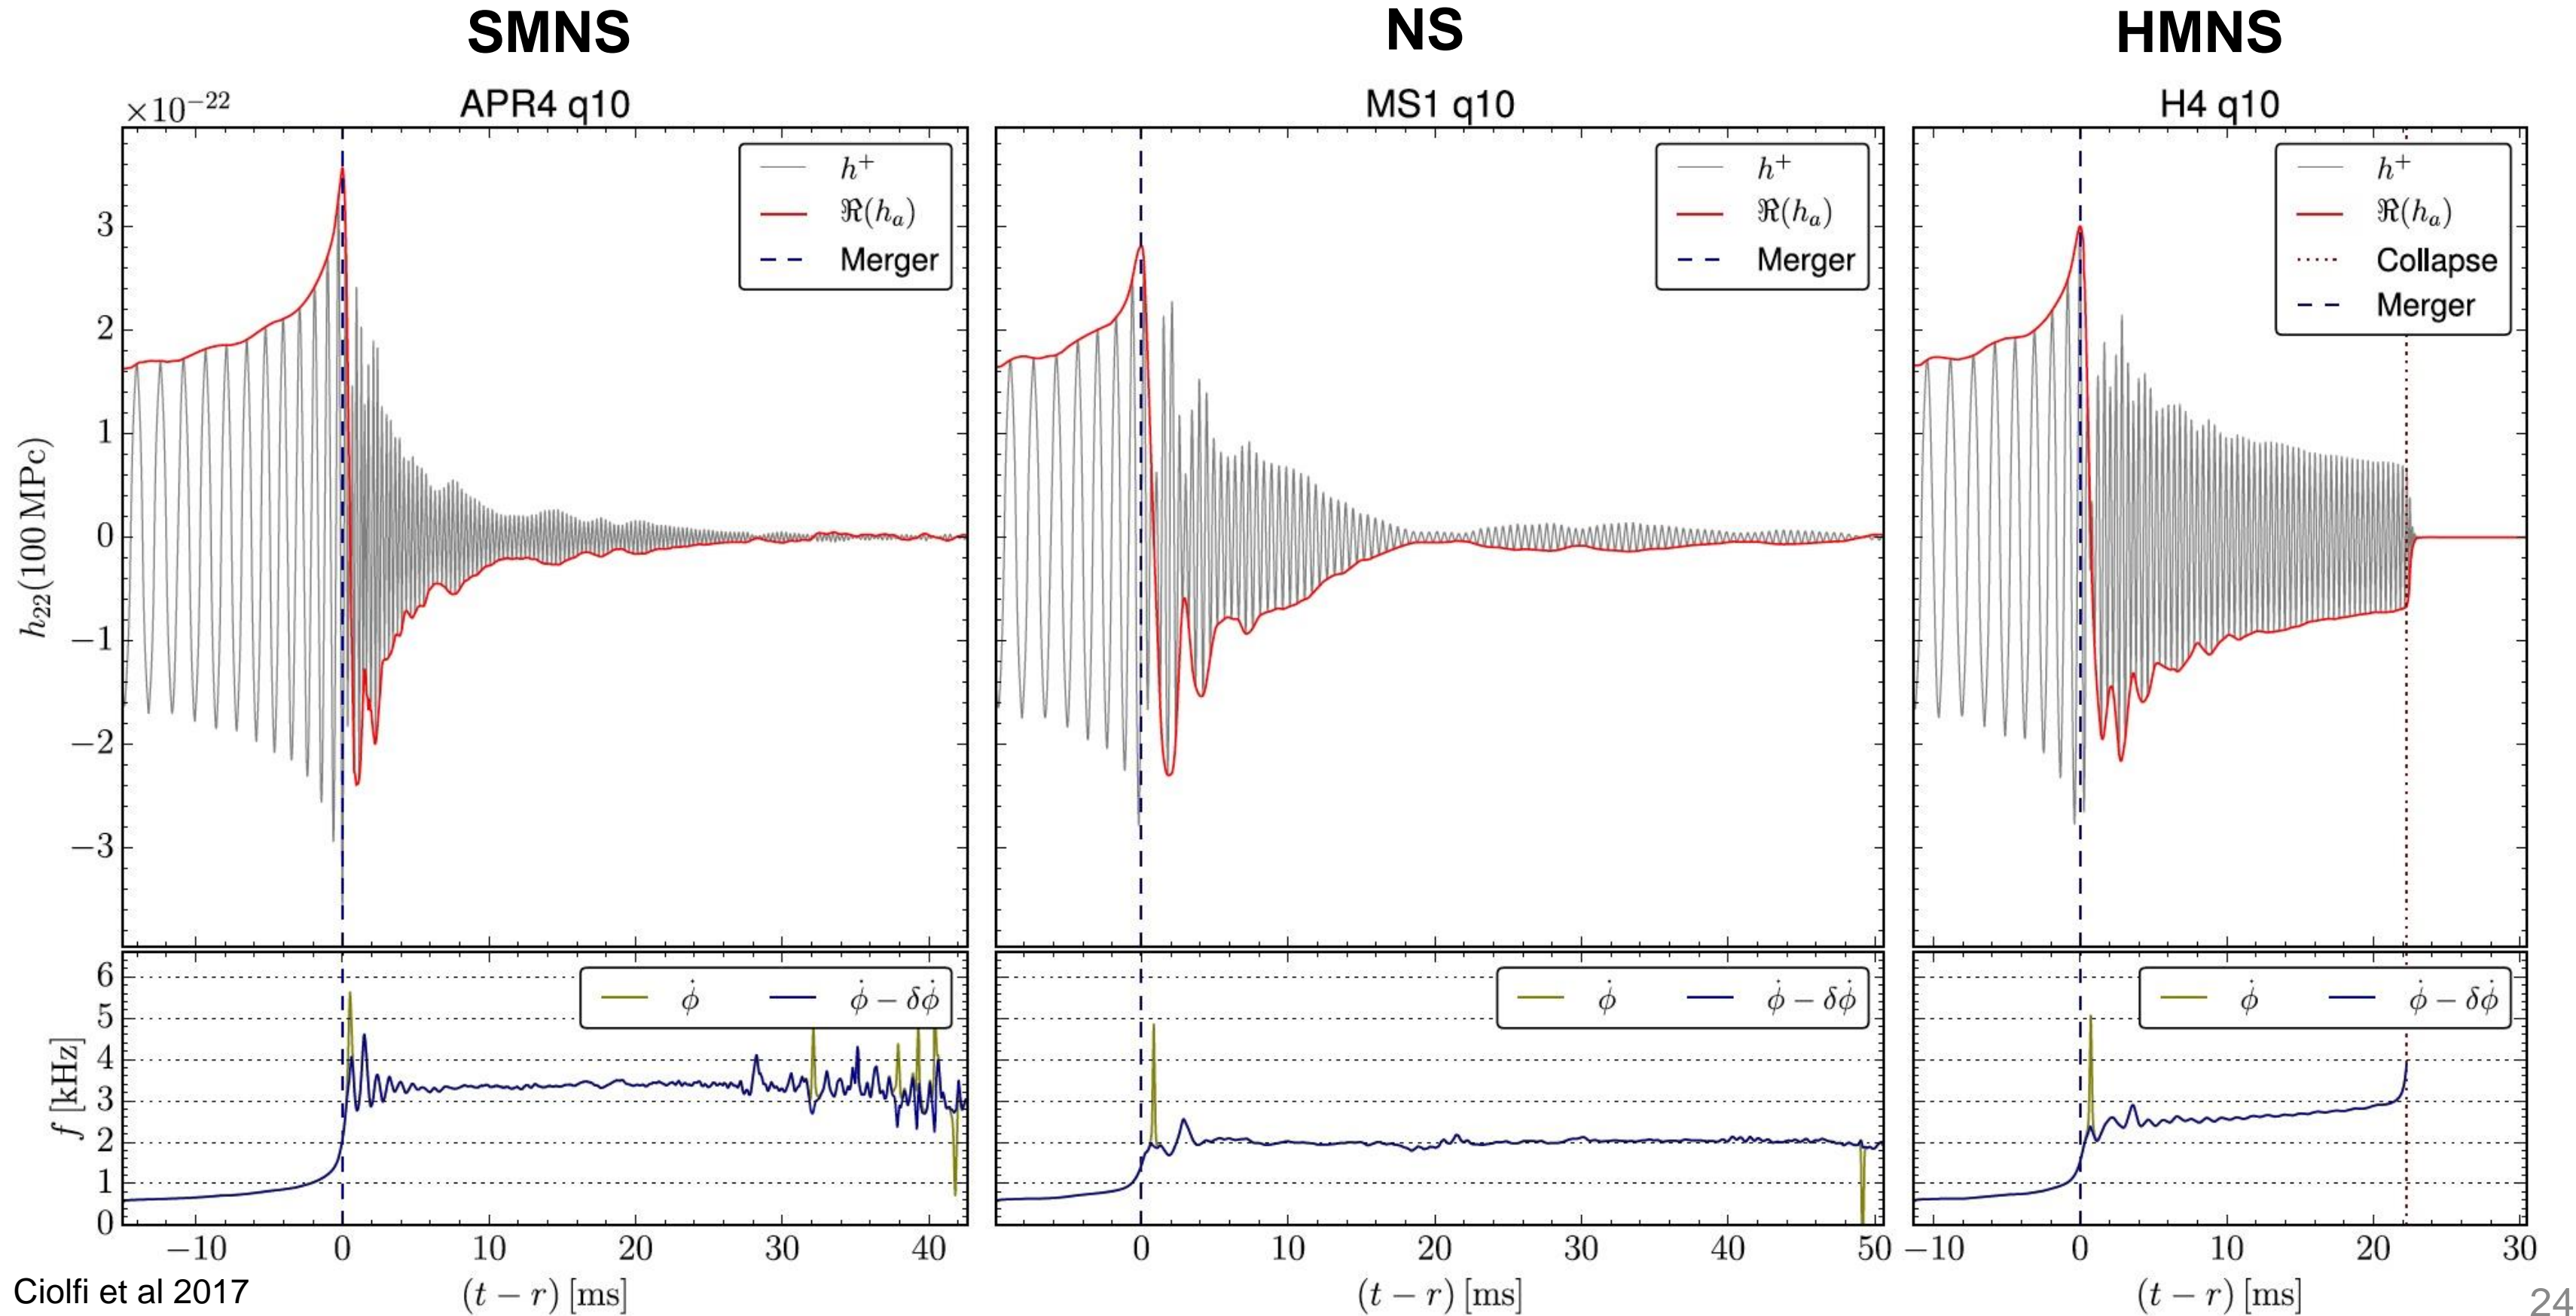 SMNS
NS
HMNS
×10⁻²²
APR4 q10
MS1 q10
H4 q10
h⁺
ℜ(hₐ)
Merger
h⁺
ℜ(hₐ)
Merger
h⁺
ℜ(hₐ)
Collapse
Merger
3
2
1
0
−1
−2
−3
h₂₂(100 MPc)
φ̇
φ̇ − δφ̇
φ̇
φ̇ − δφ̇
φ̇
φ̇ − δφ̇
6
5
4
3
2
1
0
f [kHz]
−10 0 10 20 30 40
0 10 20 30 40 50
−10 0 10 20 30
(t − r) [ms]
(t − r) [ms]
(t − r) [ms]
Ciolfi et al 2017
24